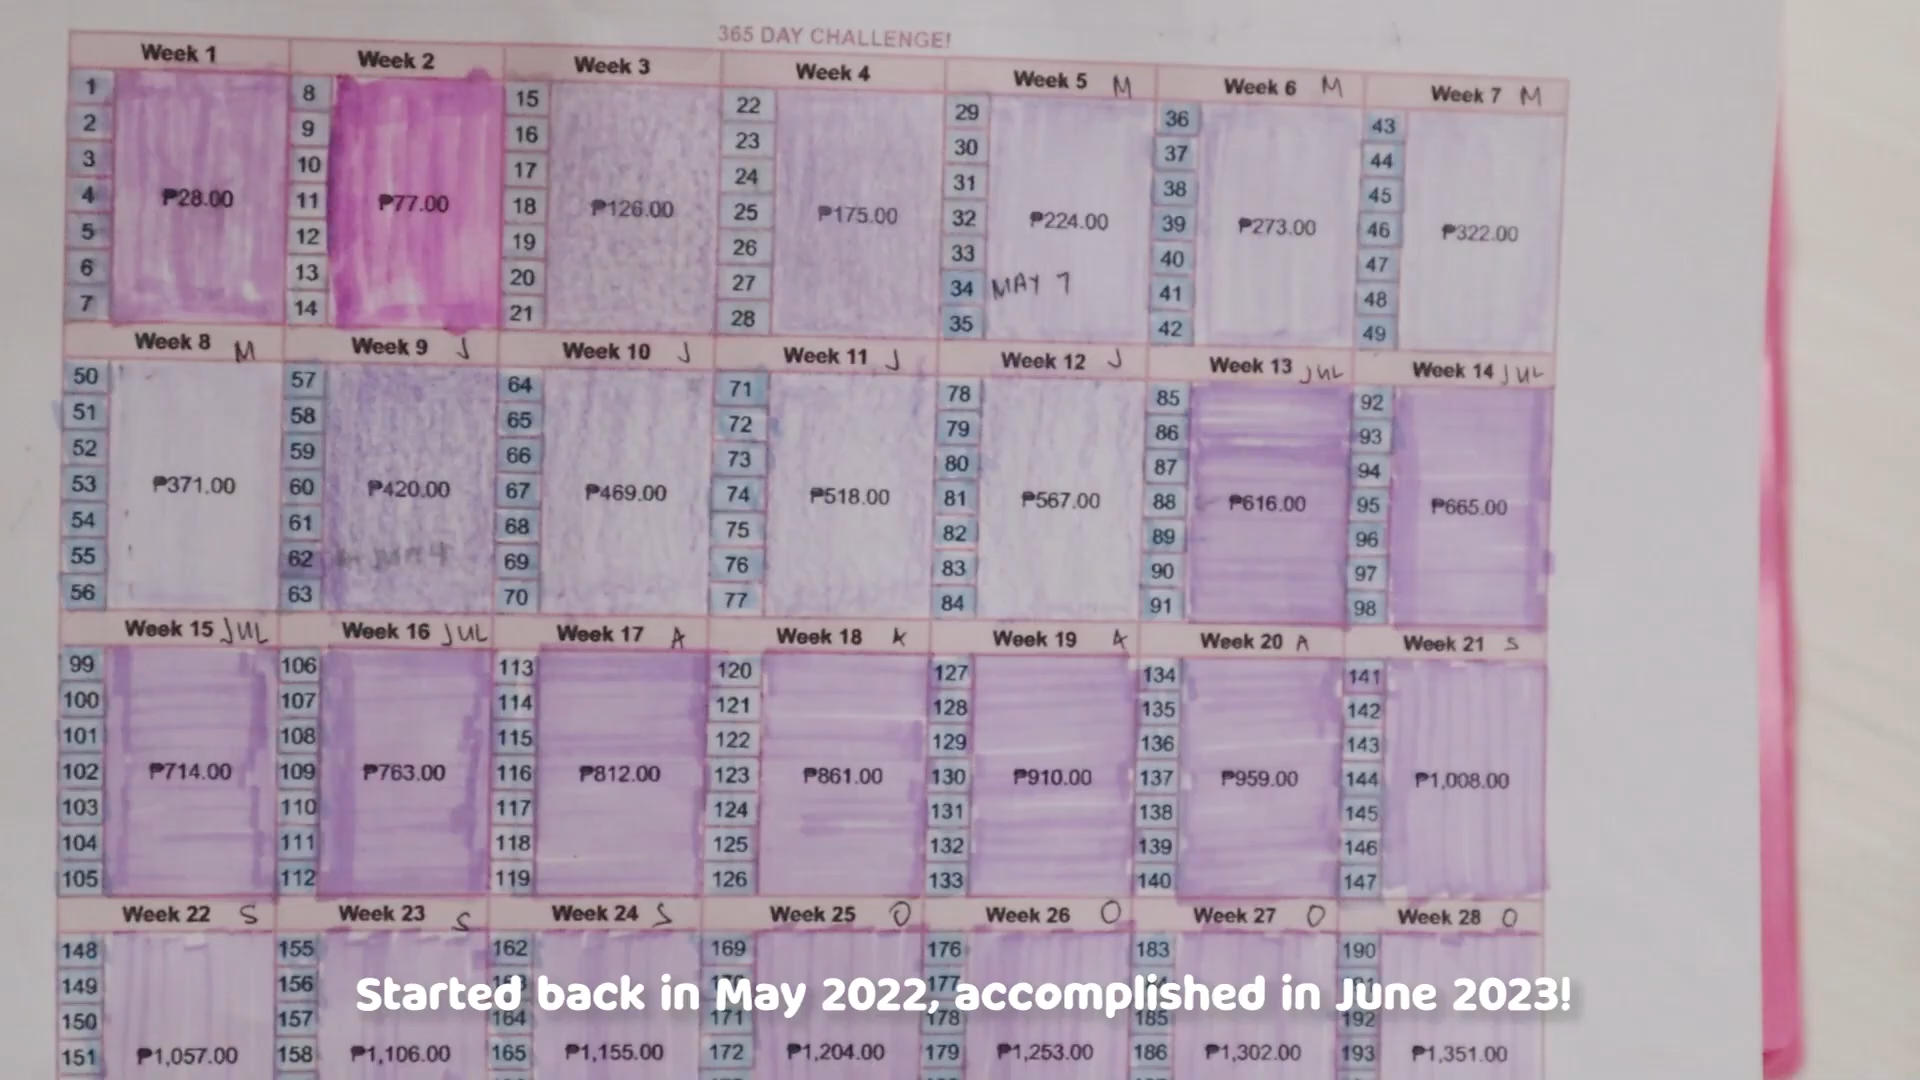 365 DAY CHALLENGE!
Week 1 Week 2 Week 3 Week 4 Week 5 M Week 6 M Week 7 M
1 8 15 22 29 36 43
2 9 16 23 30 37 44
3 10 17 24 31 38 45
4 ₱28.00 11 ₱77.00 18 ₱126.00 25 ₱175.00 32 ₱224.00 39 ₱273.00 46 ₱322.00
5 12 19 26 33 40 47
6 13 20 27 34 MAY 7 41 48
7 14 21 28 35 42 49
Week 8 M Week 9 J Week 10 J Week 11 J Week 12 J Week 13 JUL Week 14 JUL
50 57 64 71 78 85 92
51 58 65 72 79 86 93
52 59 66 73 80 87 94
53 ₱371.00 60 ₱420.00 67 ₱469.00 74 ₱518.00 81 ₱567.00 88 ₱616.00 95 ₱665.00
54 61 68 75 82 89 96
55 62 69 76 83 90 97
56 63 70 77 84 91 98
Week 15 JUL Week 16 JUL Week 17 A Week 18 A Week 19 A Week 20 A Week 21 S
99 106 113 120 127 134 141
100 107 114 121 128 135 142
101 108 115 122 129 136 143
102 ₱714.00 109 ₱763.00 116 ₱812.00 123 ₱861.00 130 ₱910.00 137 ₱959.00 144 ₱1,008.00
103 110 117 124 131 138 145
104 111 118 125 132 139 146
105 112 119 126 133 140 147
Week 22 S Week 23 S Week 24 S Week 25 O Week 26 O Week 27 O Week 28 O
148 155 162 169 176 183 190
149 156 177
Started back in May 2022, accomplished in June 2023!
150 157 164 171 178 185 192
151 ₱1,057.00 158 ₱1,106.00 165 ₱1,155.00 172 ₱1,204.00 179 ₱1,253.00 186 ₱1,302.00 193 ₱1,351.00